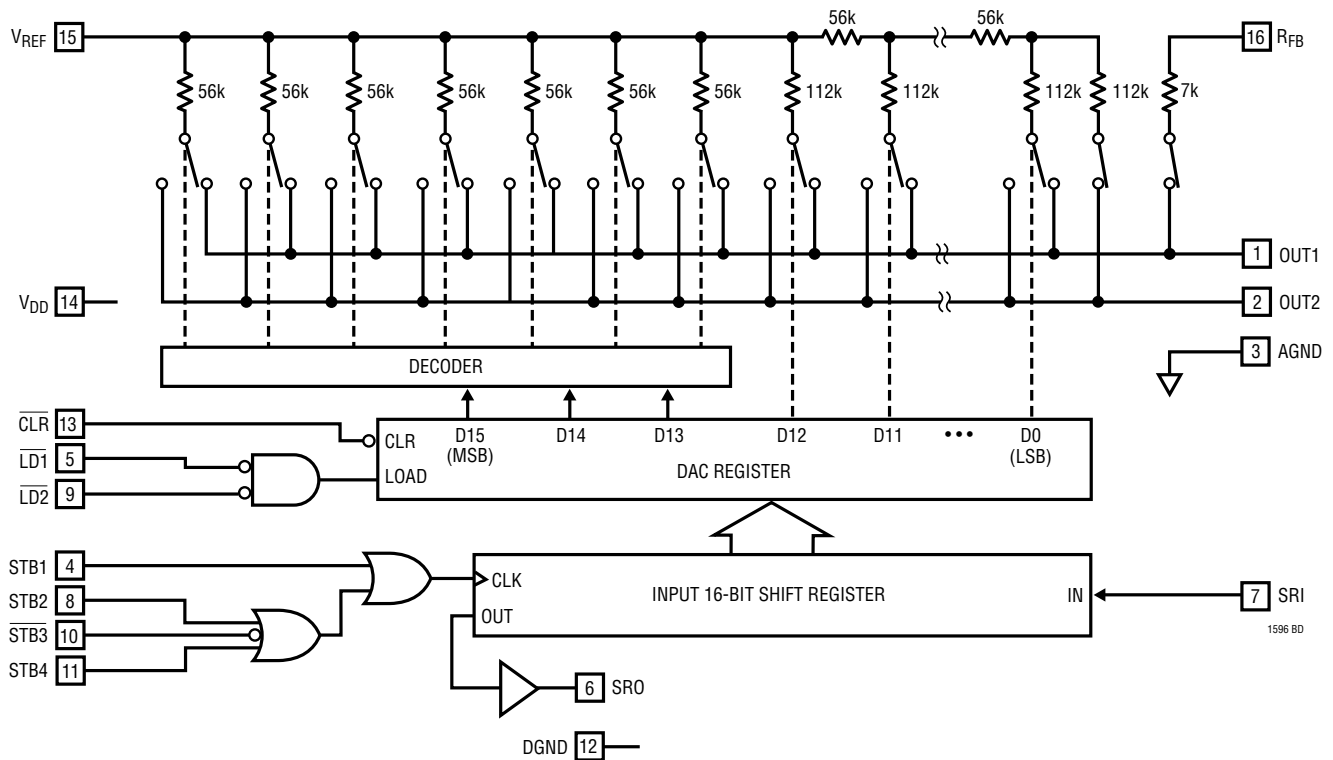 56k 56k
VREF 15 16 RFB
56k 56k 56k 56k 56k 56k 56k 112k 112k 112k 112k 7k
1 OUT1
VDD 14 2 OUT2
3 AGND
DECODER
CLR 13
CLR D15 D14 D13 D12 D11 ••• D0
(MSB) (LSB)
LD1 5
LOAD DAC REGISTER
LD2 9
STB1 4
CLK INPUT 16-BIT SHIFT REGISTER IN 7 SRI
STB2 8
OUT
1596 BD
STB3 10
STB4 11
6 SRO
DGND 12